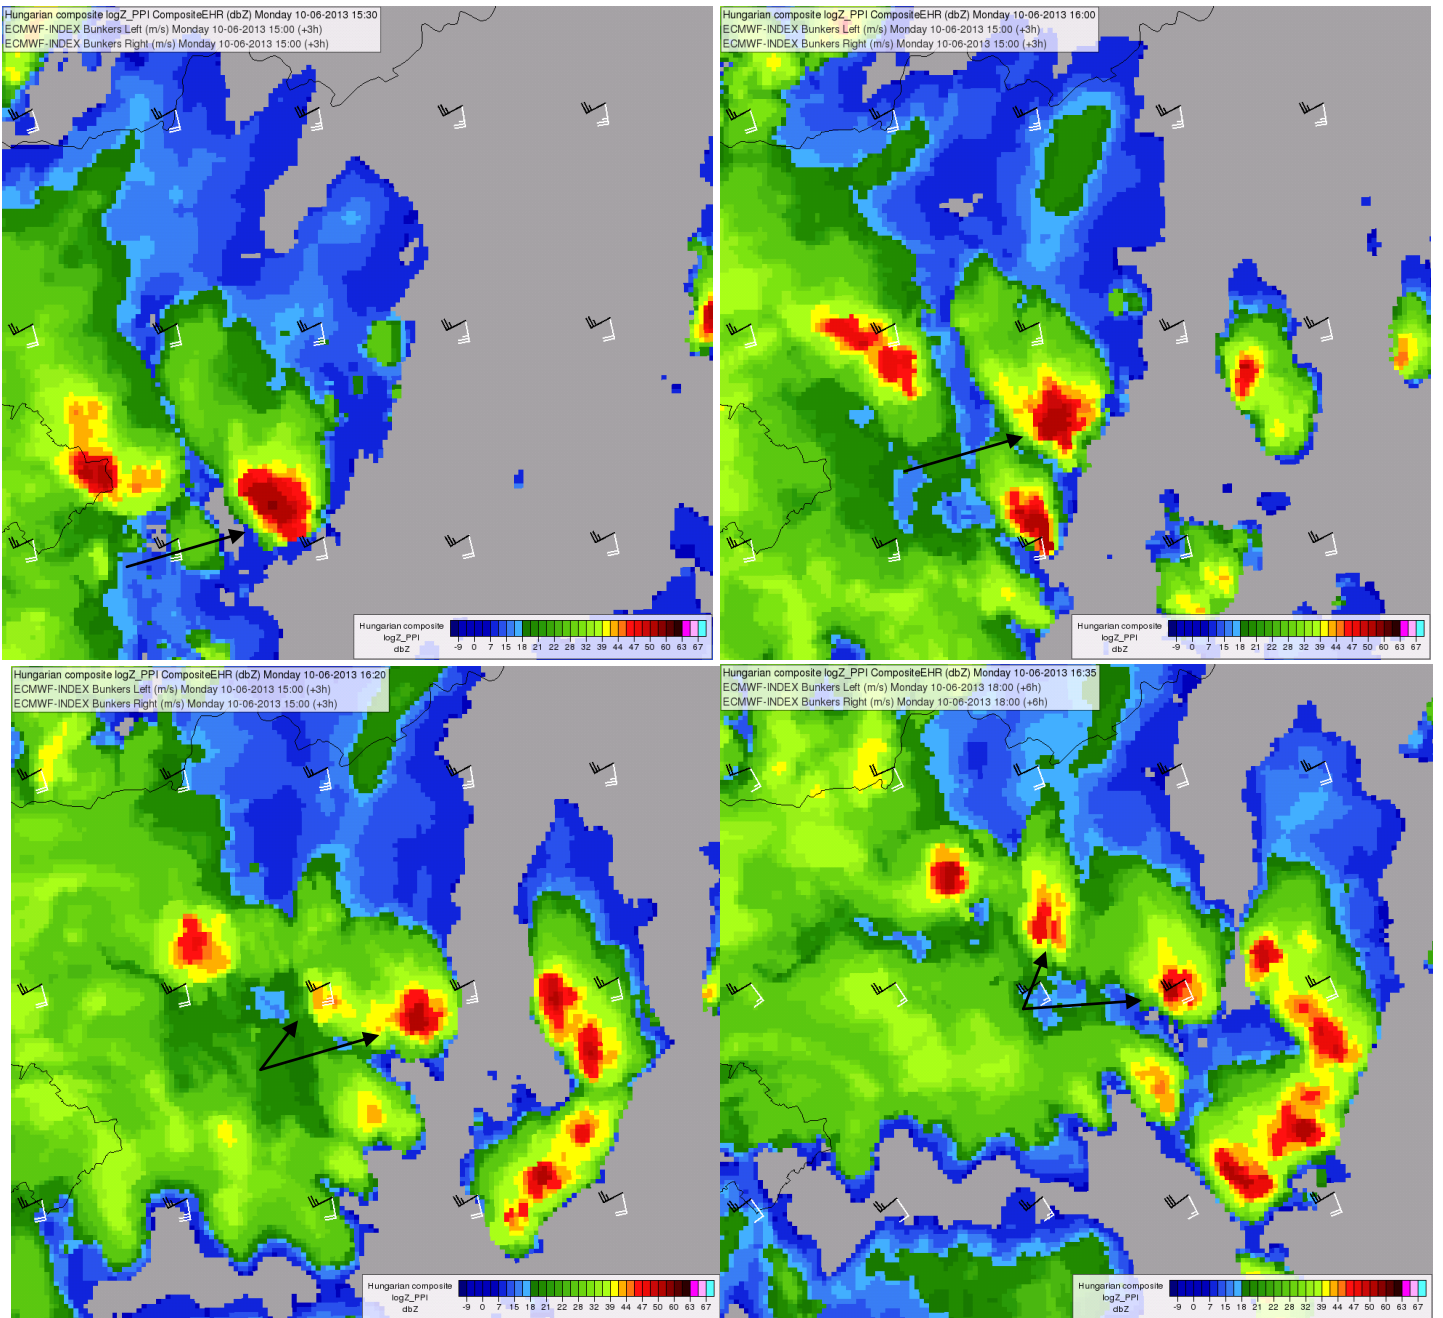 Hungarian composite logZ_PPI CompositeEHR (dbZ) Monday 10-06-2013 15:30
ECMWF-INDEX Bunkers Left (m/s) Monday 10-06-2013 15:00 (+3h)
ECMWF-INDEX Bunkers Right (m/s) Monday 10-06-2013 15:00 (+3h)
Hungarian composite
logZ_PPI
dbZ
-9 0 7 15 18 21 22 28 32 39 44 47 50 60 63 67
Hungarian composite logZ_PPI CompositeEHR (dbZ) Monday 10-06-2013 16:00
ECMWF-INDEX Bunkers Left (m/s) Monday 10-06-2013 15:00 (+3h)
ECMWF-INDEX Bunkers Right (m/s) Monday 10-06-2013 15:00 (+3h)
Hungarian composite
logZ_PPI
dbZ
-9 0 7 15 18 21 22 28 32 39 44 47 50 60 63 67
Hungarian composite logZ_PPI CompositeEHR (dbZ) Monday 10-06-2013 16:20
ECMWF-INDEX Bunkers Left (m/s) Monday 10-06-2013 15:00 (+3h)
ECMWF-INDEX Bunkers Right (m/s) Monday 10-06-2013 15:00 (+3h)
Hungarian composite
logZ_PPI
dbZ
-9 0 7 15 18 21 22 28 32 39 44 47 50 60 63 67
Hungarian composite logZ_PPI CompositeEHR (dbZ) Monday 10-06-2013 16:35
ECMWF-INDEX Bunkers Left (m/s) Monday 10-06-2013 18:00 (+6h)
ECMWF-INDEX Bunkers Right (m/s) Monday 10-06-2013 18:00 (+6h)
Hungarian composite
logZ_PPI
dbZ
-9 0 7 15 18 21 22 28 32 39 44 47 50 60 63 67